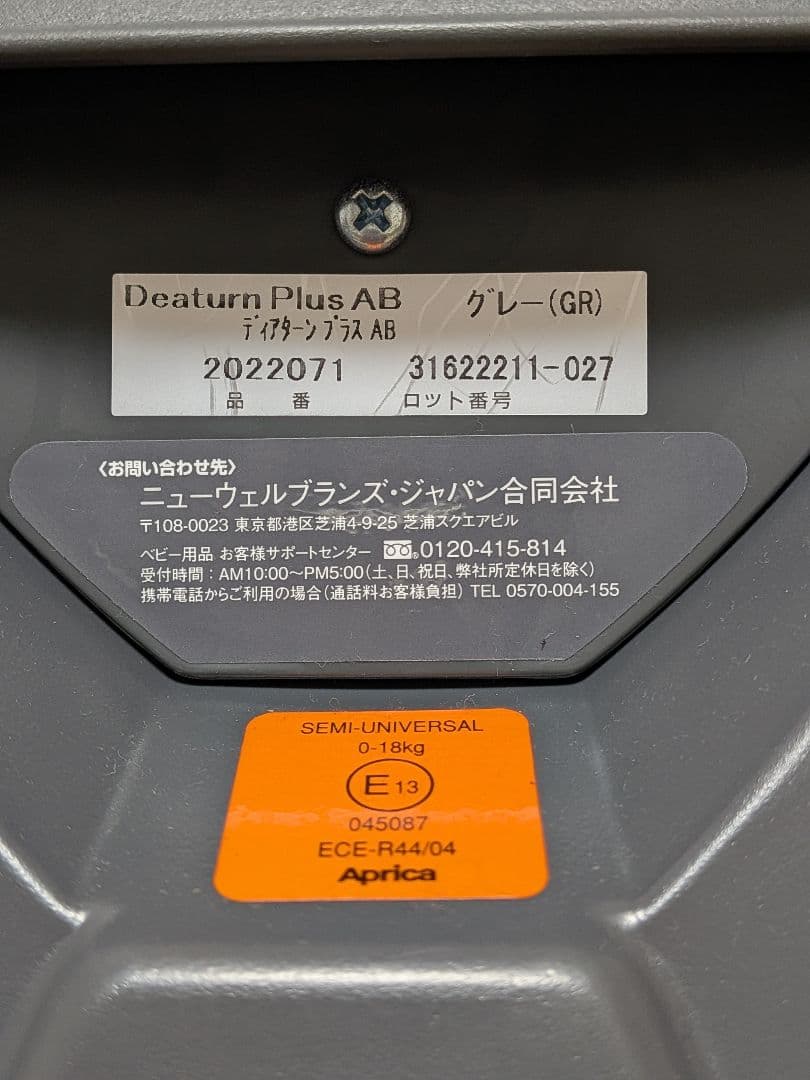 Deaturn Plus AB グレー(GR)
ディアターン プラス AB
2022071 31622211-027
品 番 ロット番号
〈お問い合わせ先〉
ニューウェルブランズ・ジャパン合同会社
〒108-0023 東京都港区芝浦4-9-25 芝浦スクエアビル
ベビー用品 お客様サポートセンター 0120-415-814
受付時間：AM10:00〜PM5:00(土、日、祝日、弊社所定休日を除く)
携帯電話からご利用の場合(通話料お客様負担) TEL 0570-004-155
SEMI-UNIVERSAL
0-18kg
E 13
045087
ECE-R44/04
Aprica